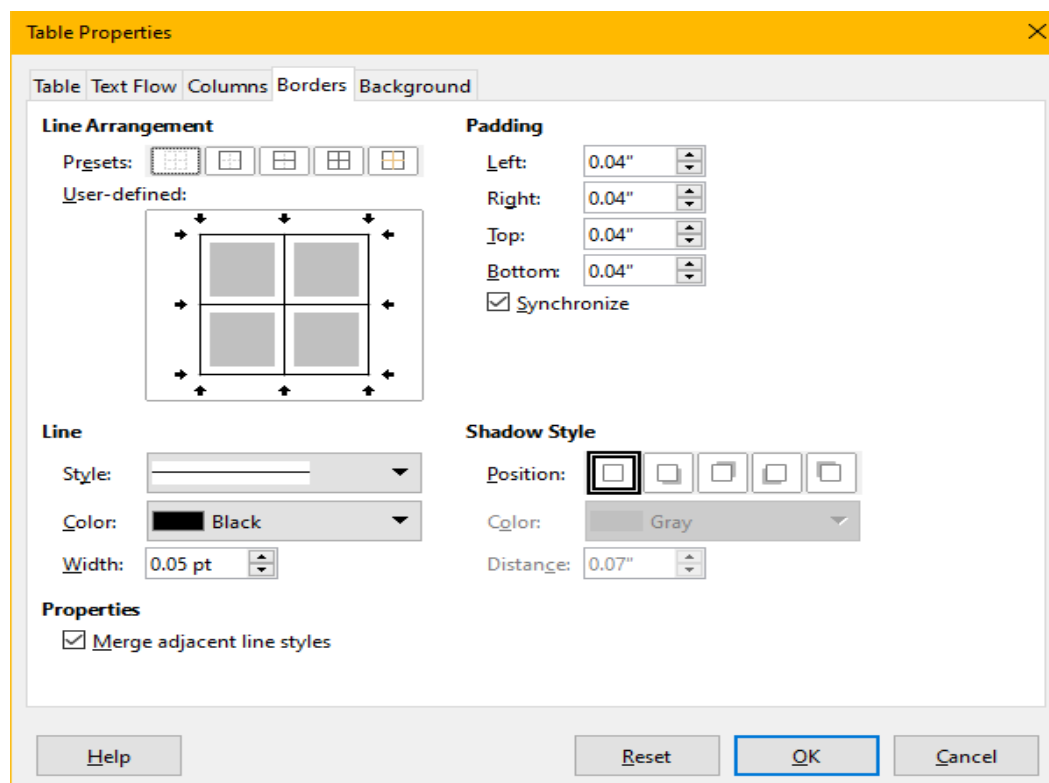 Table Properties
Table Text Flow Columns Borders Background
Line Arrangement
Presets:
User-defined:
Padding
Left: 0.04"
Right: 0.04"
Top: 0.04"
Bottom: 0.04"
Synchronize
Line
Style:
Color: Black
Width: 0.05 pt
Shadow Style
Position:
Color: Gray
Distance: 0.07"
Properties
Merge adjacent line styles
Help Reset OK Cancel